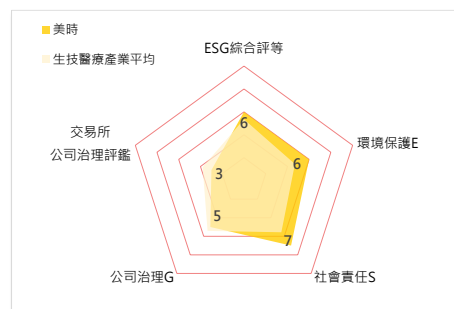 美時
生技醫療產業平均
ESG綜合評等
環境保護E
社會責任S
公司治理G
交易所
公司治理評鑑
6
6
7
5
3